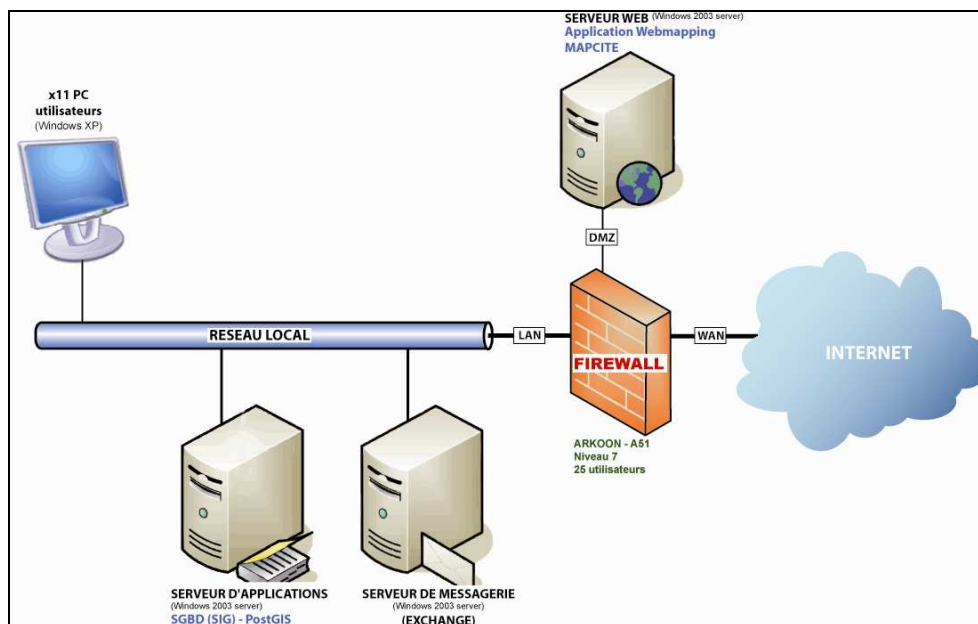 SERVEUR WEB (Windows 2003 server)
Application Webmapping
MAPCITE
x11 PC
utilisateurs
(Windows XP)
DMZ
RESEAU LOCAL
LAN
FIREWALL
WAN
INTERNET
ARKOON - A51
Niveau 7
25 utilisateurs
SERVEUR D'APPLICATIONS
(Windows 2003 server)
SGBD (SIG) - PostGIS
SERVEUR DE MESSAGERIE
(Windows 2003 server)
(EXCHANGE)